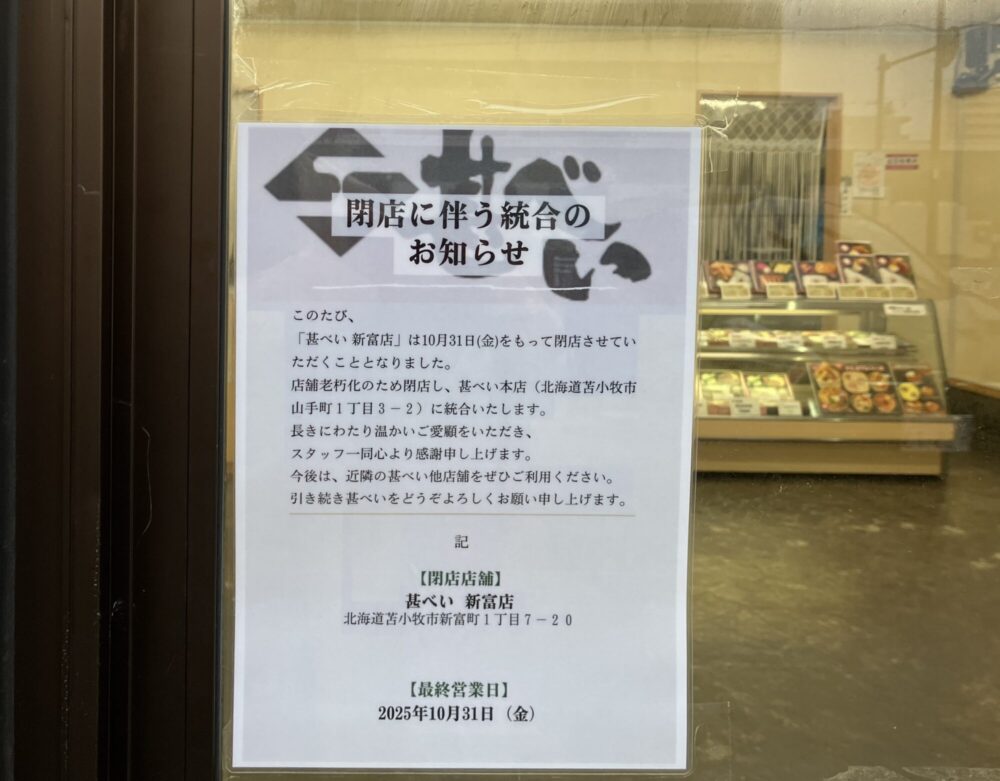 甚べい
閉店に伴う統合の
お知らせ
このたび、
「甚べい 新富店」は10月31日(金)をもって閉店させてい
ただくこととなりました。
店舗老朽化のため閉店し、甚べい本店（北海道苫小牧市
山手町１丁目３－２）に統合いたします。
長きにわたり温かいご愛顧をいただき、
スタッフ一同心より感謝申し上げます。
今後は、近隣の甚べい他店舗をぜひご利用ください。
引き続き甚べいをどうぞよろしくお願い申し上げます。
記
【閉店店舗】
甚べい 新富店
北海道苫小牧市新富町１丁目７－２０
【最終営業日】
2025年10月31日（金）